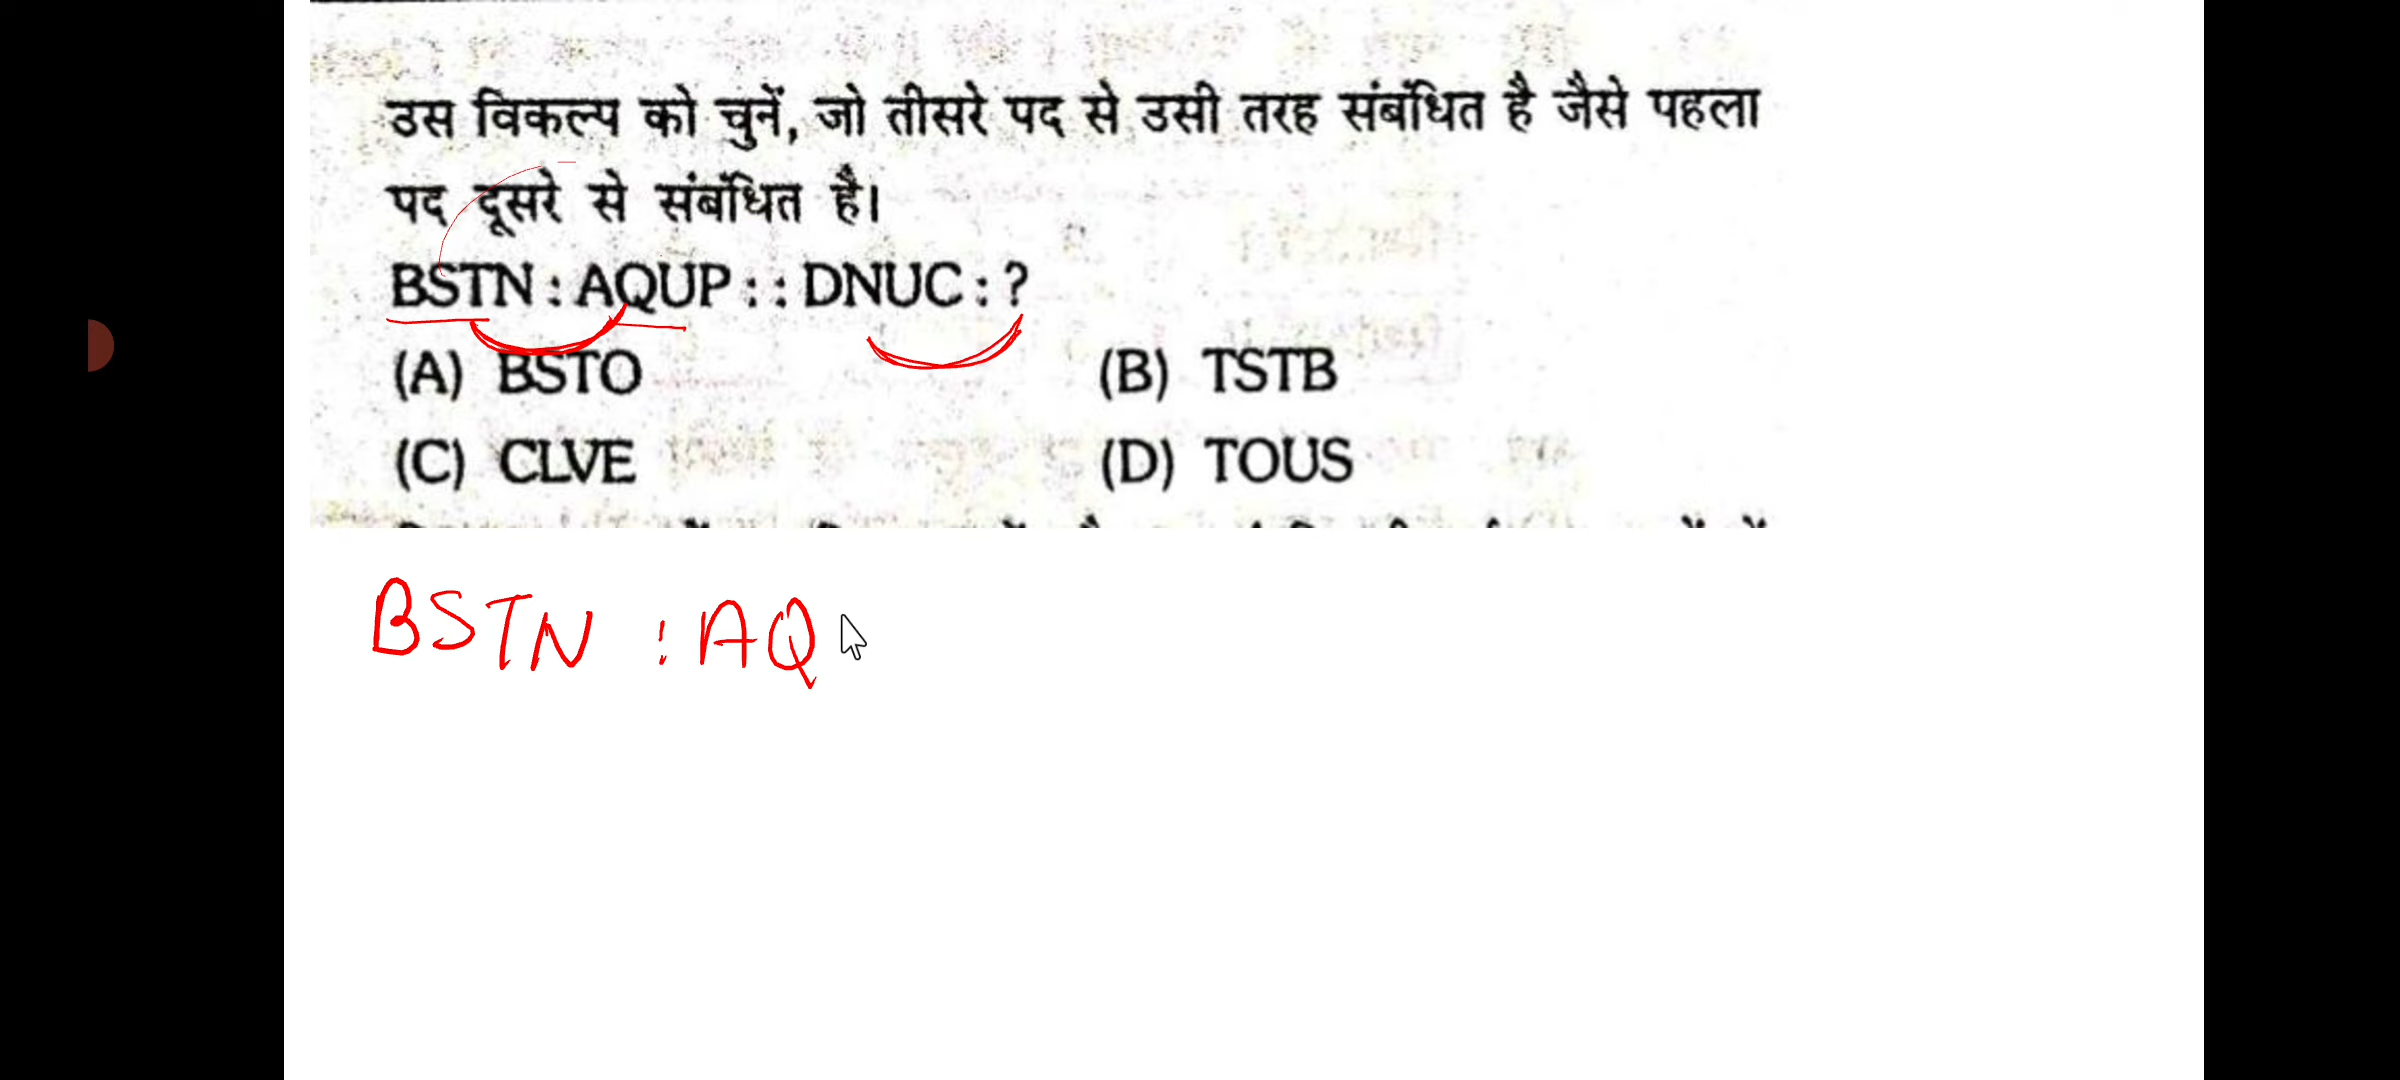 उस विकल्प को चुनें, जो तीसरे पद से उसी तरह संबंधित है जैसे पहला
पद दूसरे से संबंधित है।
BSTN : AQUP : : DNUC : ?
(A) BSTO (B) TSTB
(C) CLVE (D) TOUS
BSTN : AQ